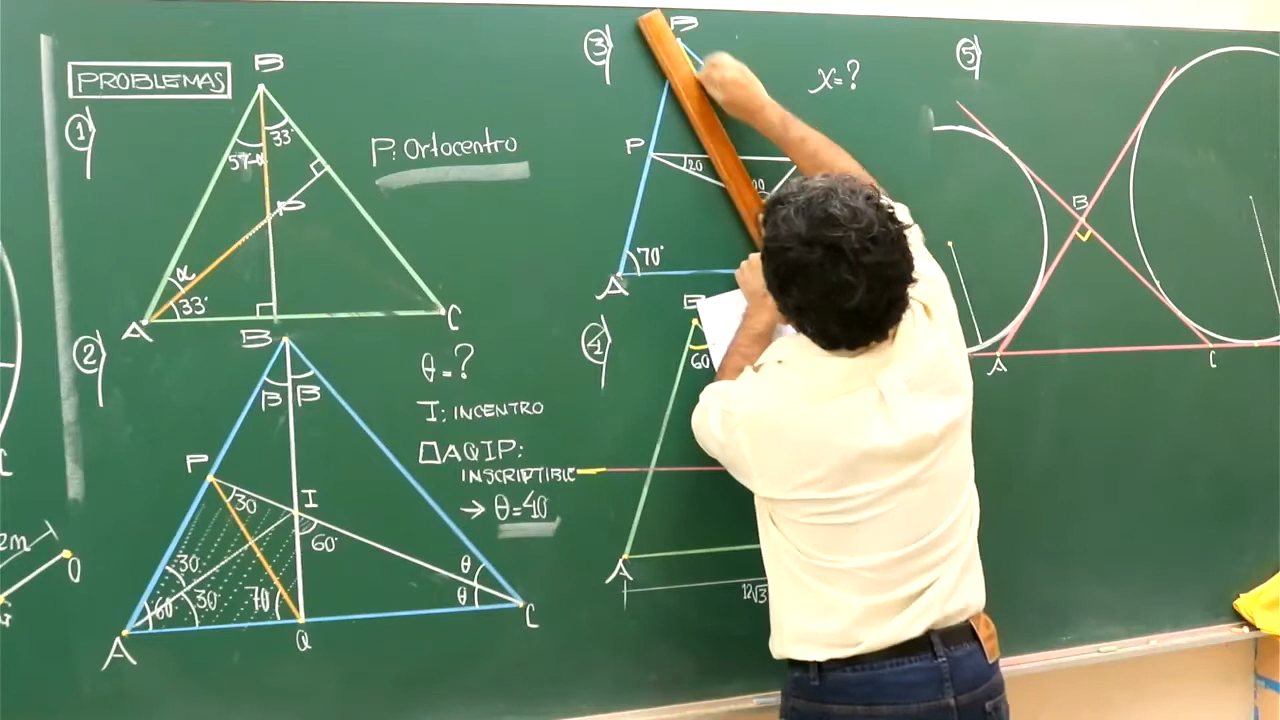 PROBLEMAS
1)
B
33°
57-α
P
P: Ortocentro
α
33°
A
C
2)
B
β β
θ=?
I: INCENTRO
□AQIP:
INSCRIPTIBLE
→ θ=40
P
30
I
60°
30°
60°
30°
70°
θ
θ
A
Q
C
2m
O
3)
B
x=?
P
20
70°
A
4)
60
A
12√3
5)
B
A
C